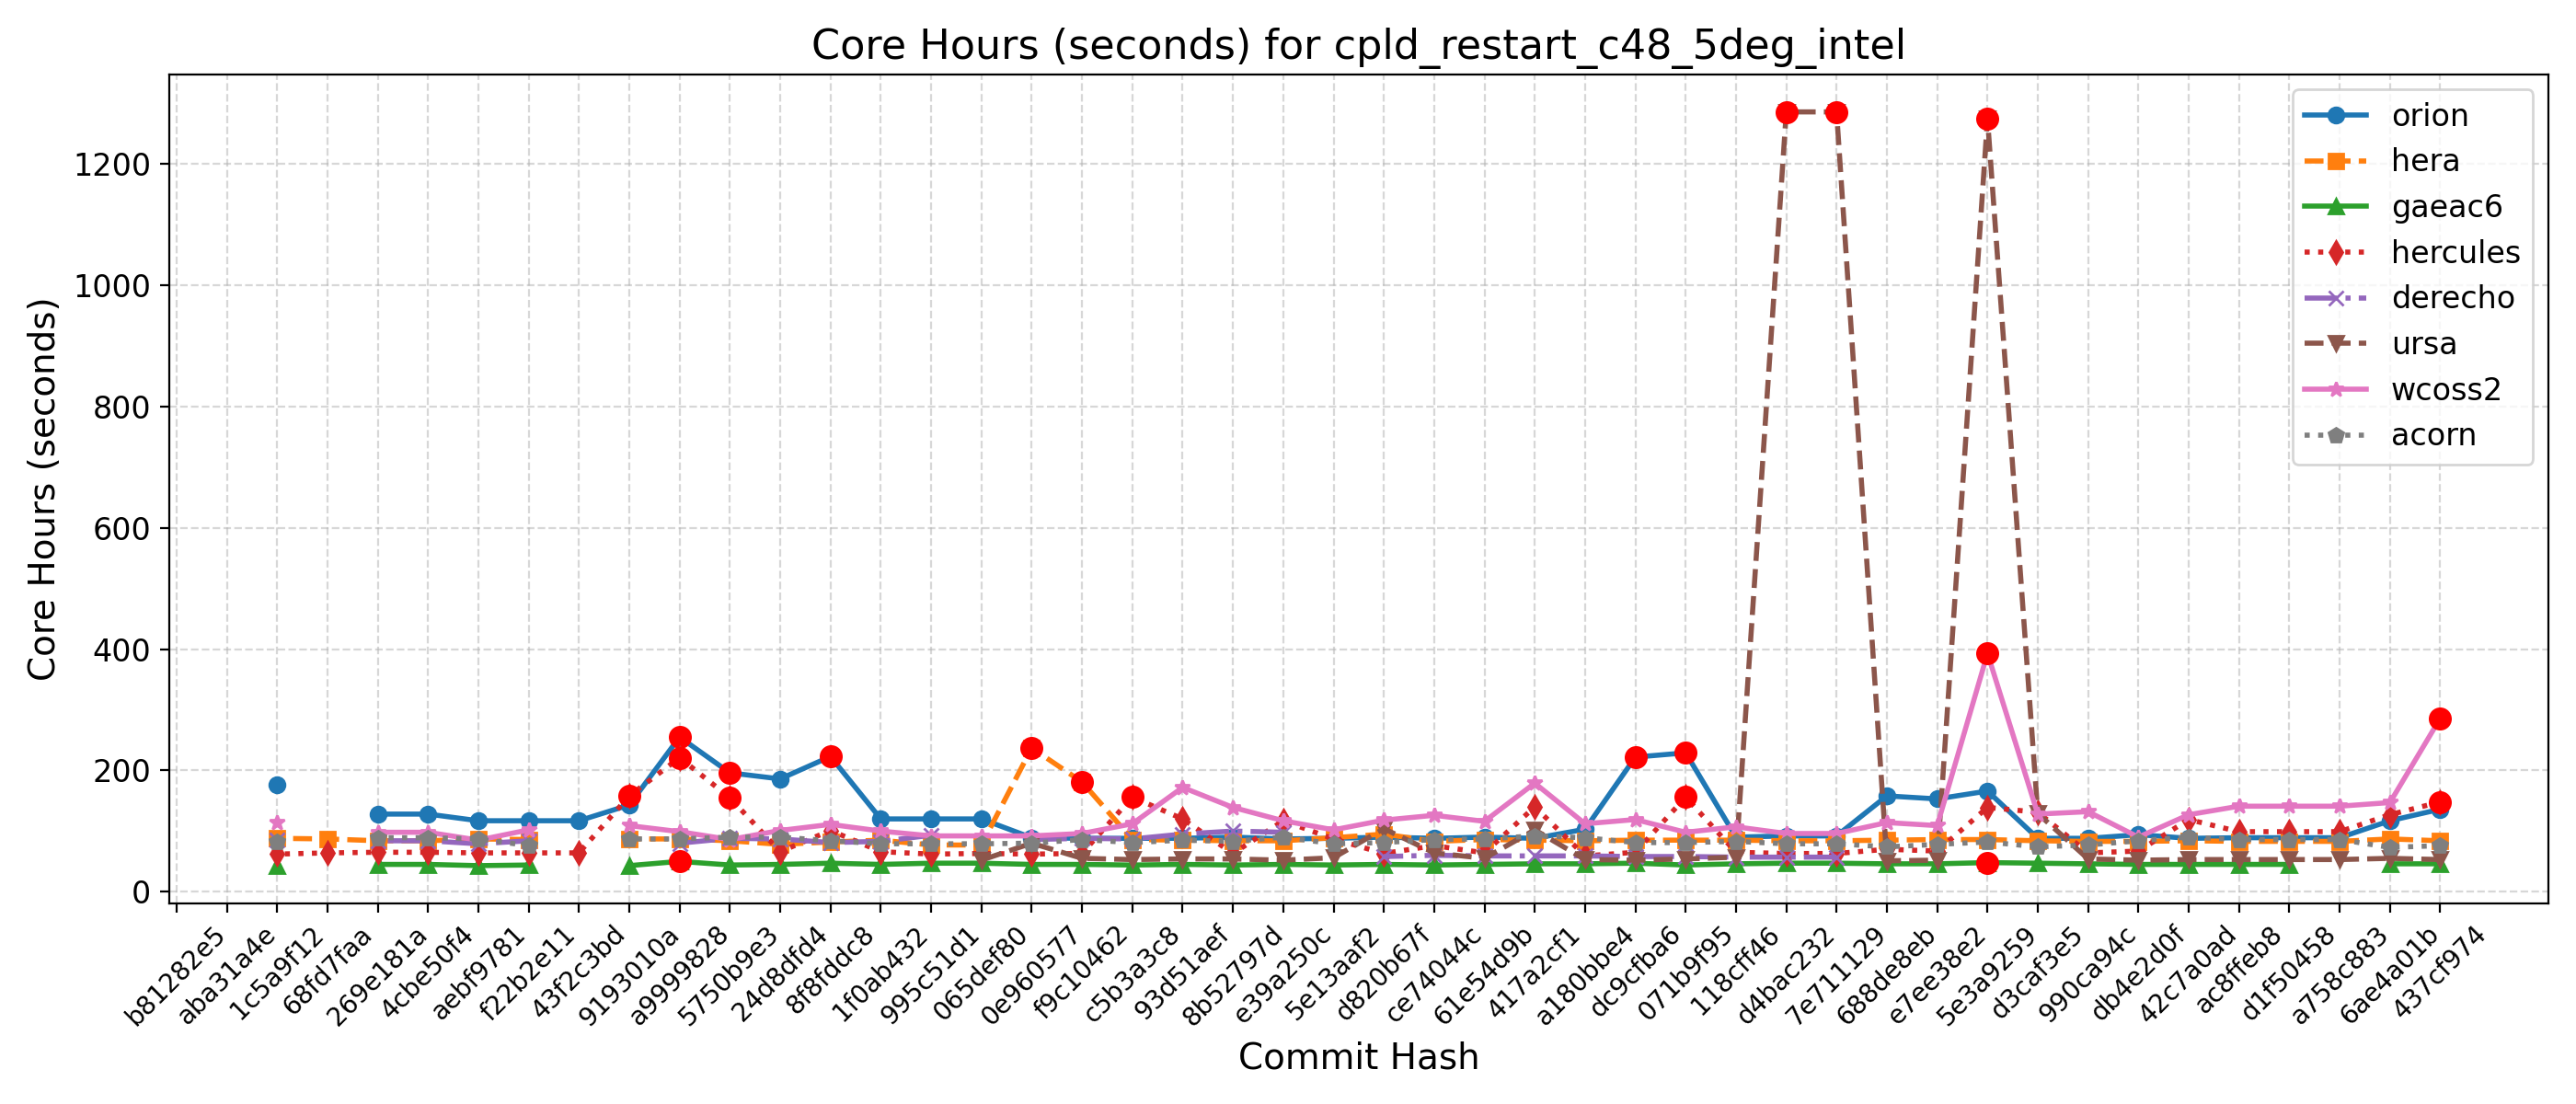 Core Hours (seconds) for cpld_restart_c48_5deg_intel
Core Hours (seconds)
1200
1000
800
600
400
200
0
orion
hera
gaeac6
hercules
derecho
ursa
wcoss2
acorn
b81282e5
aba31a4e
1c5a9f12
68fd7faa
269e181a
4cbe50f4
aebf9781
f22b2e11
43f2c3bd
9193010a
a9999828
5750b9e3
24d8dfd4
8f8fddc8
1f0ab432
995c51d1
065def80
0e960577
f9c10462
c5b3a3c8
93d51aef
8b52797d
e39a250c
5e13aaf2
d820b67f
ce74044c
61e54d9b
417a2cf1
a180bbe4
dc9cfba6
071b9f95
118cff46
d4bac232
7e711129
688de8eb
e7ee38e2
5e3a9259
d3caf3e5
990ca94c
db4e2d0f
42c7a0ad
ac8ffeb8
d1f50458
a758c883
6ae4a01b
437cf974
Commit Hash